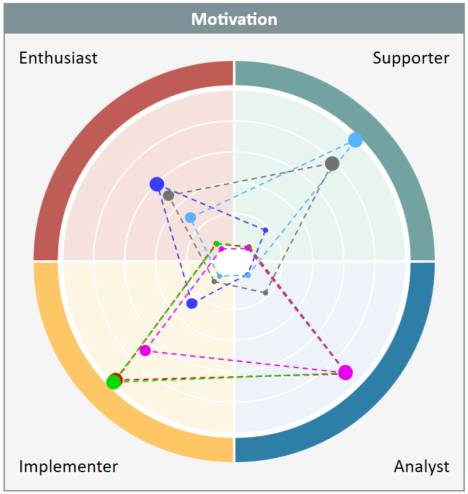 Motivation
Enthusiast
Supporter
Implementer
Analyst